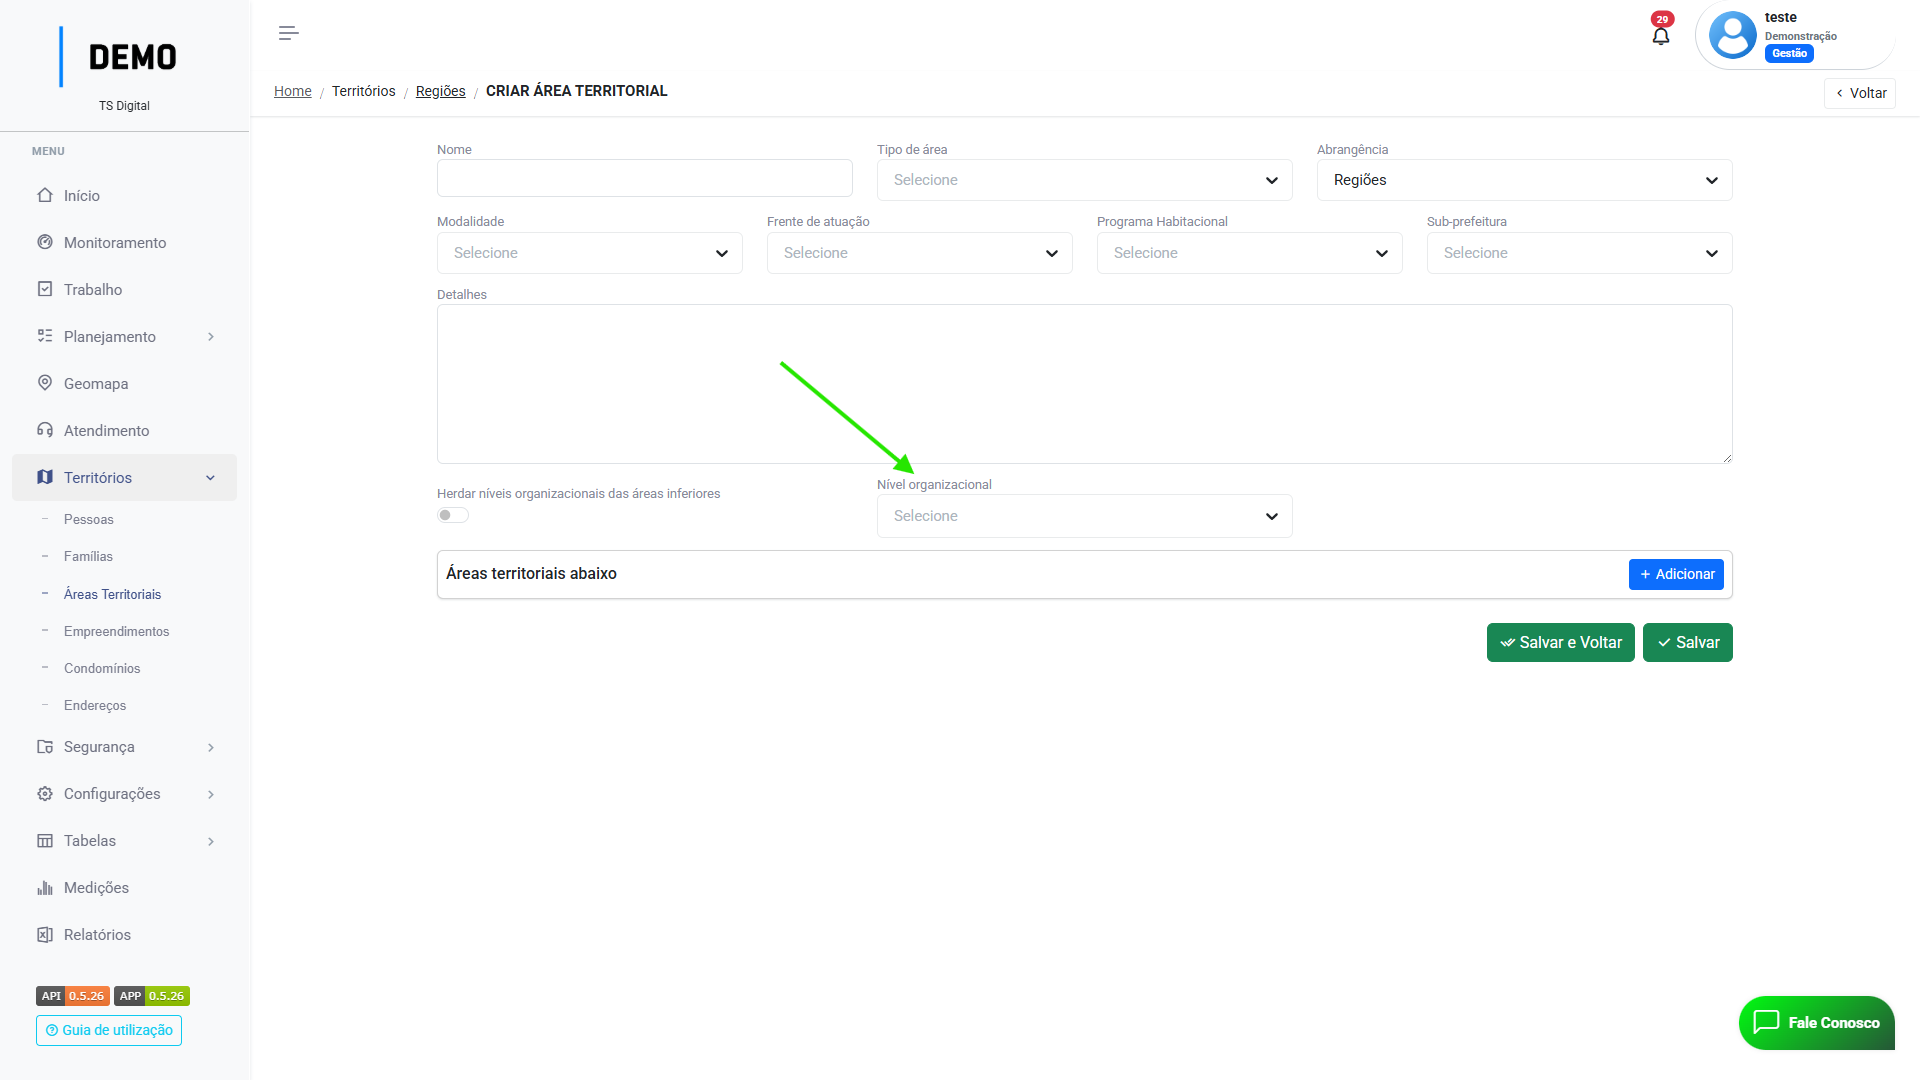 DEMO
TS Digital
MENU
Início
Monitoramento
Trabalho
Planejamento
Geomapa
Atendimento
Territórios
Pessoas
Famílias
Áreas Territoriais
Empreendimentos
Condomínios
Endereços
Segurança
Configurações
Tabelas
Medições
Relatórios
API 0.5.26 APP 0.5.26
Guia de utilização
29
teste
Demonstração
Gestão
Home / Territórios / Regiões / CRIAR ÁREA TERRITORIAL
Voltar
Nome
Tipo de área
Selecione
Abrangência
Regiões
Modalidade
Selecione
Frente de atuação
Selecione
Programa Habitacional
Selecione
Sub-prefeitura
Selecione
Detalhes
Herdar níveis organizacionais das áreas inferiores
Nível organizacional
Selecione
Áreas territoriais abaixo
+ Adicionar
Salvar e Voltar
Salvar
Fale Conosco